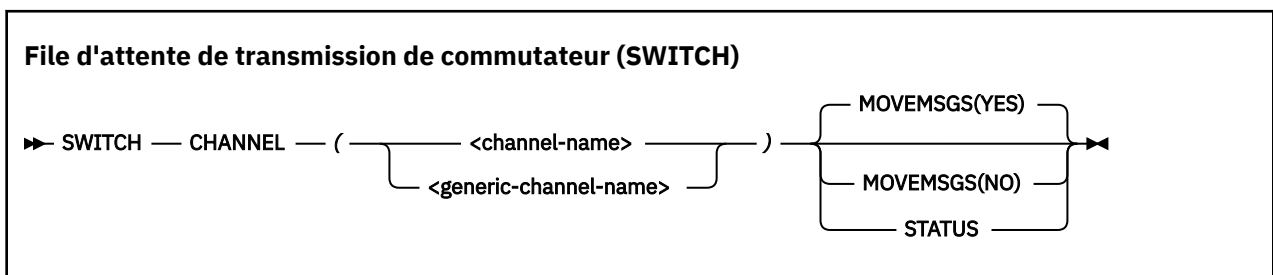 File d'attente de transmission de commutateur (SWITCH)
MOVEMSGS(YES)
SWITCH CHANNEL ( <channel-name> )
<generic-channel-name> MOVEMSGS(NO)
STATUS